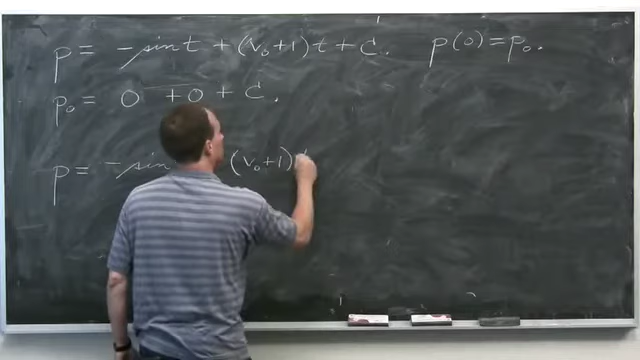 p = -sin t + (v₀+1)t + C. p(0) = p₀.
p₀ = 0 + 0 + C.
p = -sin (v₀+1)